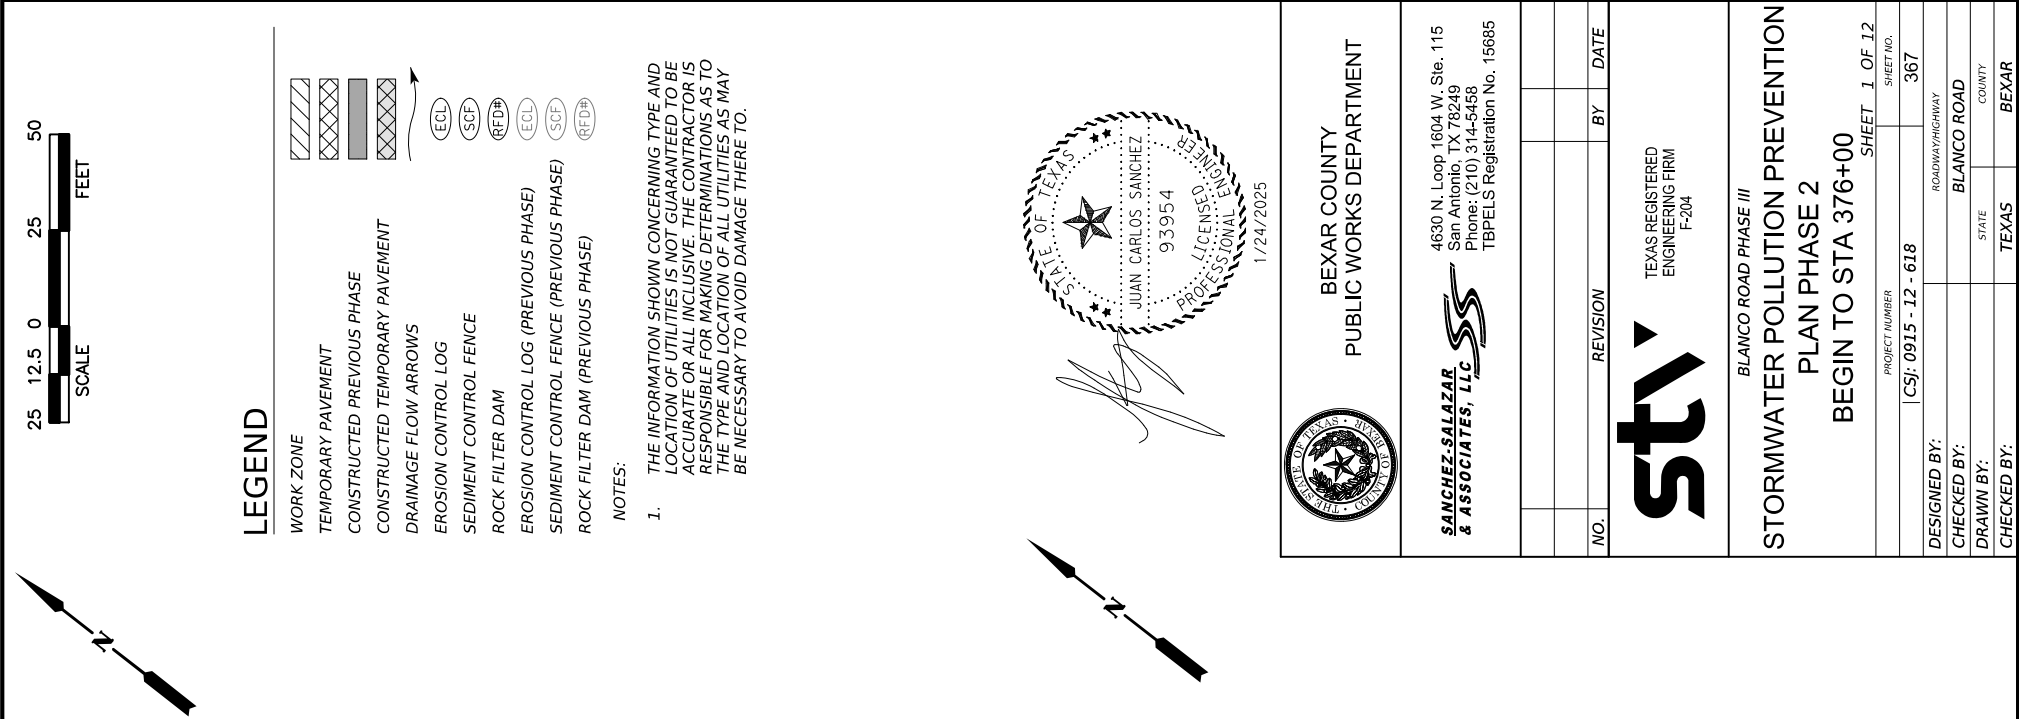 25 12.5 0 25 50
SCALE FEET
LEGEND
WORK ZONE
TEMPORARY PAVEMENT
CONSTRUCTED PREVIOUS PHASE
CONSTRUCTED TEMPORARY PAVEMENT
DRAINAGE FLOW ARROWS
EROSION CONTROL LOG ECL
SEDIMENT CONTROL FENCE SCF
ROCK FILTER DAM RFD#
EROSION CONTROL LOG (PREVIOUS PHASE) ECL
SEDIMENT CONTROL FENCE (PREVIOUS PHASE) SCF
ROCK FILTER DAM (PREVIOUS PHASE) RFD#
NOTES:
1. THE INFORMATION SHOWN CONCERNING TYPE AND
LOCATION OF UTILITIES IS NOT GUARANTEED TO BE
ACCURATE OR ALL INCLUSIVE. THE CONTRACTOR IS
RESPONSIBLE FOR MAKING DETERMINATIONS AS TO
THE TYPE AND LOCATION OF ALL UTILITIES AS MAY
BE NECESSARY TO AVOID DAMAGE THERE TO.
N
N
STATE OF TEXAS
JUAN CARLOS SANCHEZ
93954
LICENSED
PROFESSIONAL ENGINEER
1/24/2025
THE STATE OF TEXAS
COUNTY OF BEXAR
BEXAR COUNTY
PUBLIC WORKS DEPARTMENT
SANCHEZ-SALAZAR
& ASSOCIATES, LLC
4630 N. Loop 1604 W. Ste. 115
San Antonio, TX 78249
Phone: (210) 314-5458
TBPELS Registration No. 15685
NO. REVISION BY DATE
stv
TEXAS REGISTERED
ENGINEERING FIRM
F-204
BLANCO ROAD PHASE III
STORMWATER POLLUTION PREVENTION
PLAN PHASE 2
BEGIN TO STA 376+00
SHEET 1 OF 12
PROJECT NUMBER SHEET NO.
CSJ: 0915 - 12 - 618 367
DESIGNED BY: ROADWAY/HIGHWAY
CHECKED BY: BLANCO ROAD
DRAWN BY: STATE COUNTY
CHECKED BY: TEXAS BEXAR